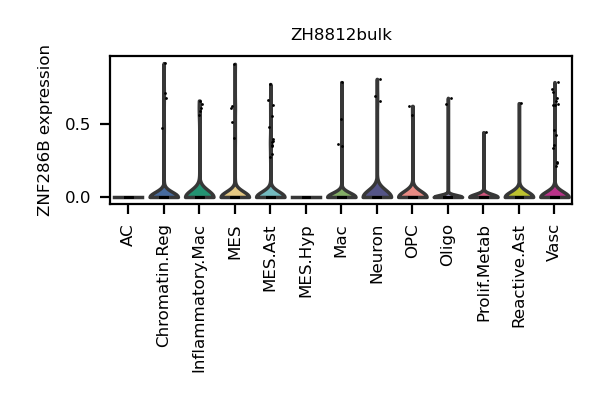 ZH8812bulk
ZNF286B expression
0.5
0.0
AC
Chromatin.Reg
Inflammatory.Mac
MES
MES.Ast
MES.Hyp
Mac
Neuron
OPC
Oligo
Prolif.Metab
Reactive.Ast
Vasc